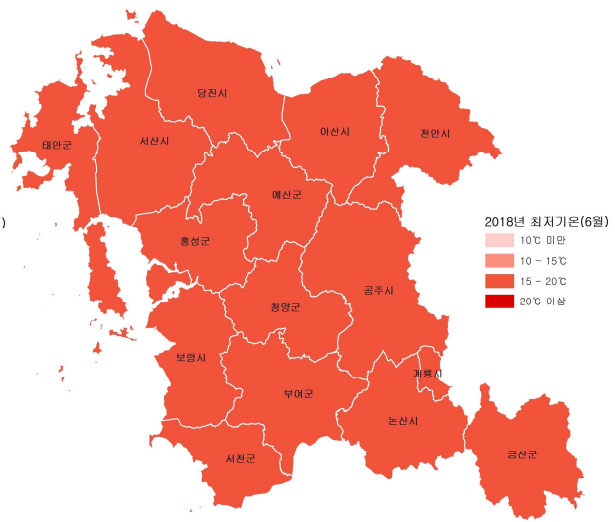 당진시
아산시
천안시
태안군
서산시
예산군
)
2018년 최저기온(6월)
10℃ 미만
10 - 15℃
15 - 20℃
20℃ 이상
홍성군
공주시
청양군
보령시
계룡시
부여군
논산시
서천군
금산군